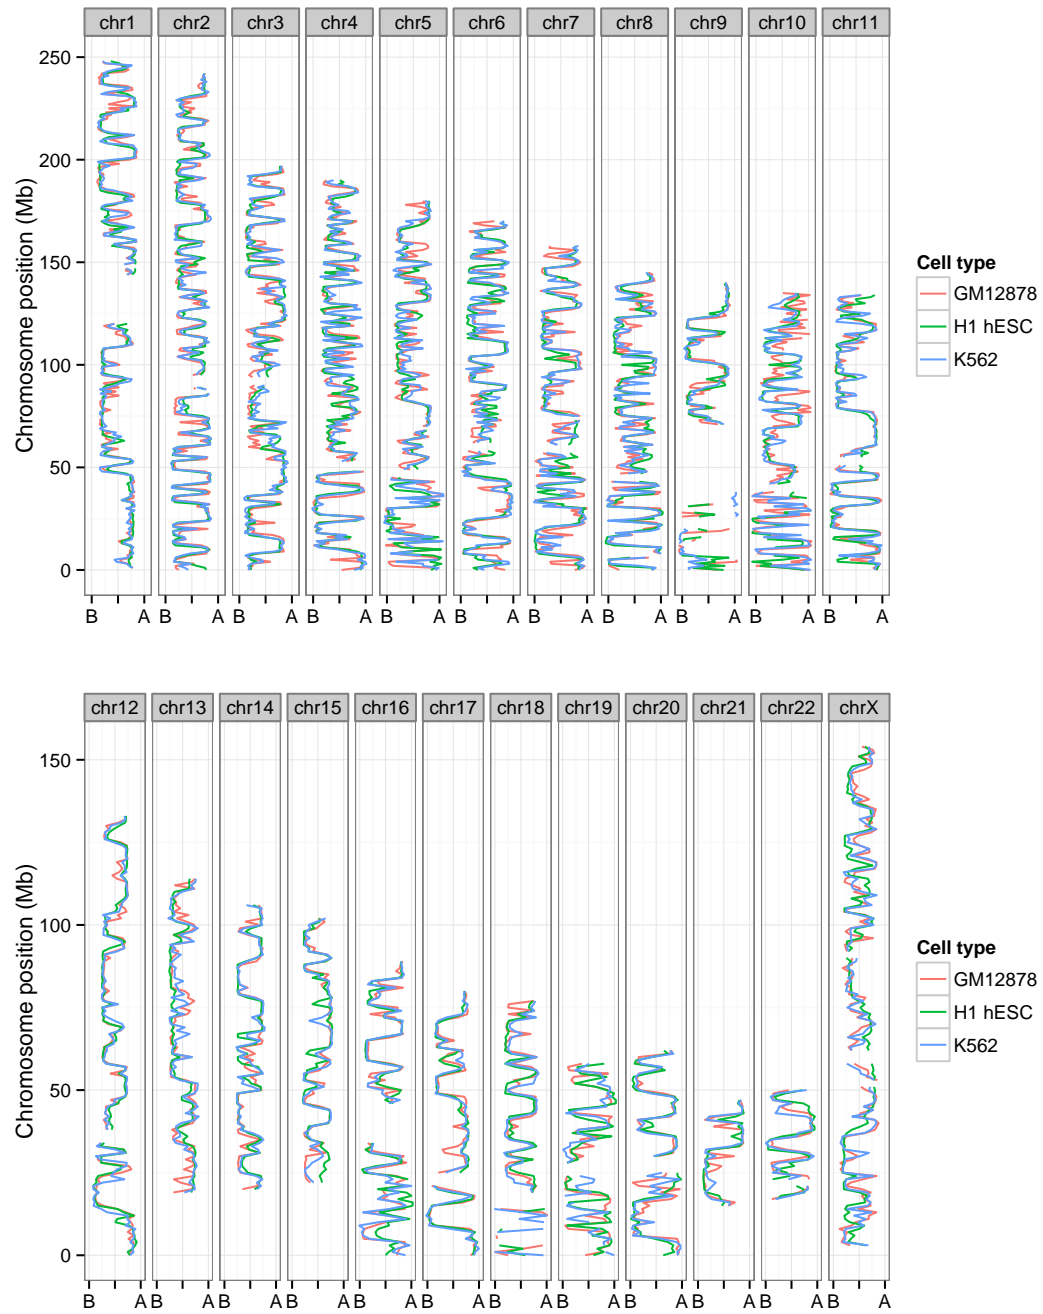 chr1 chr2 chr3 chr4 chr5 chr6 chr7 chr8 chr9 chr10 chr11
250
200
150
100
50
0
Chromosome position (Mb)
B A B A B A B A B A B A B A B A B A B A B A
Cell type
GM12878
H1 hESC
K562
chr12 chr13 chr14 chr15 chr16 chr17 chr18 chr19 chr20 chr21 chr22 chrX
150
100
50
0
Chromosome position (Mb)
B A B A B A B A B A B A B A B A B A B A B A B A
Cell type
GM12878
H1 hESC
K562